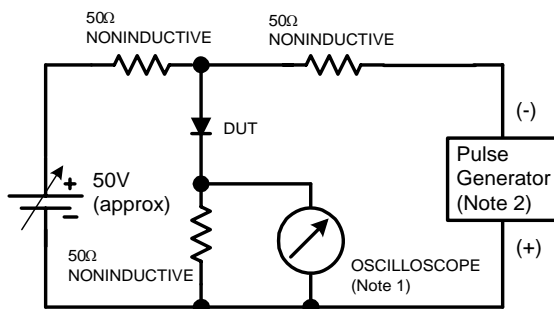 50Ω
NONINDUCTIVE
50Ω
NONINDUCTIVE
DUT
(-)
+
50V
(approx)
−
Pulse
Generator
(Note 2)
(+)
50Ω
NONINDUCTIVE
OSCILLOSCOPE
(Note 1)